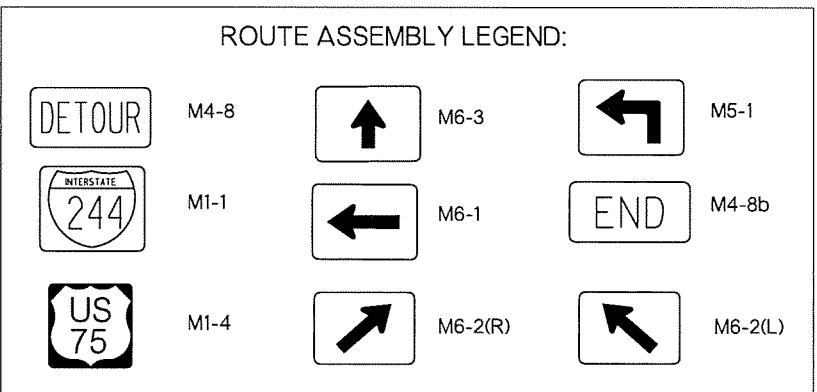 ROUTE ASSEMBLY LEGEND:
DETOUR M4-8
M6-3
M5-1
INTERSTATE
244
M1-1
M6-1
END M4-8b
US
75
M1-4
M6-2(R)
M6-2(L)